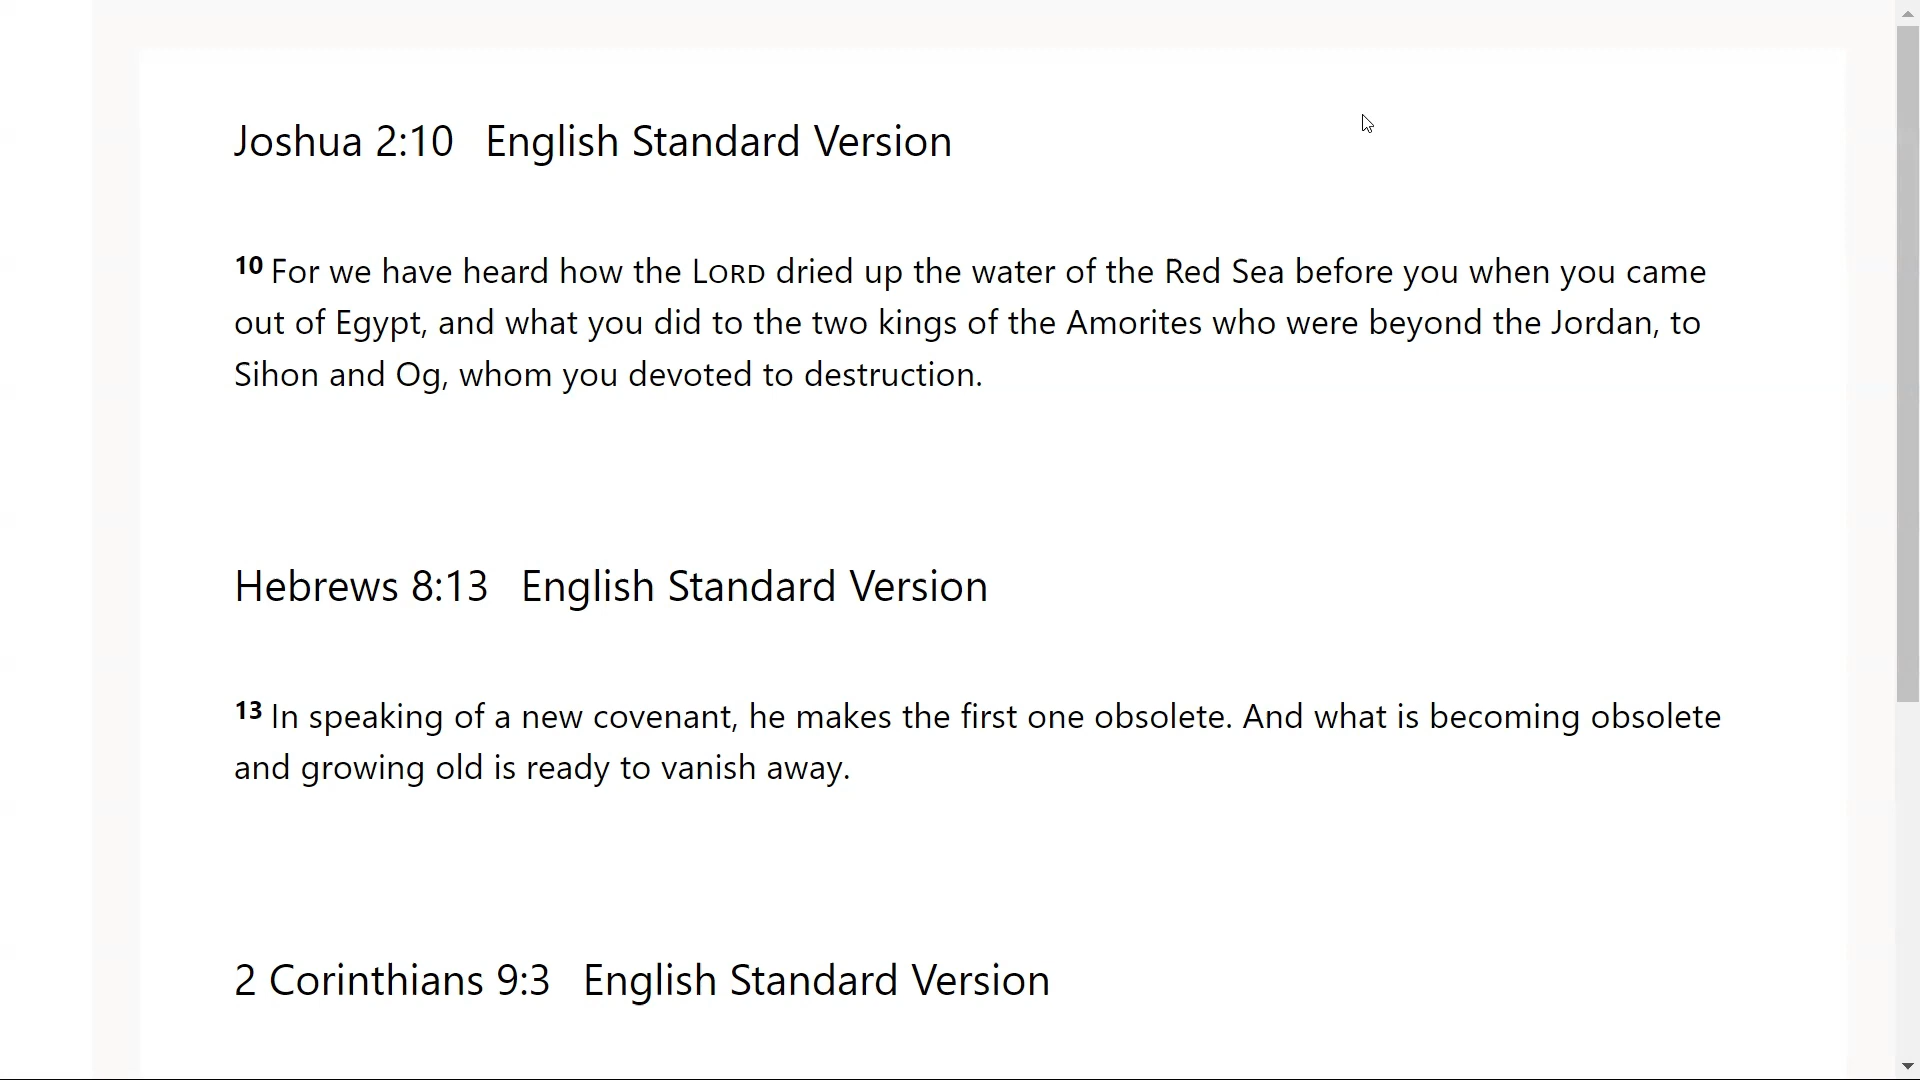 Joshua 2:10 English Standard Version
10 For we have heard how the LORD dried up the water of the Red Sea before you when you came
out of Egypt, and what you did to the two kings of the Amorites who were beyond the Jordan, to
Sihon and Og, whom you devoted to destruction.
Hebrews 8:13 English Standard Version
13 In speaking of a new covenant, he makes the first one obsolete. And what is becoming obsolete
and growing old is ready to vanish away.
2 Corinthians 9:3 English Standard Version